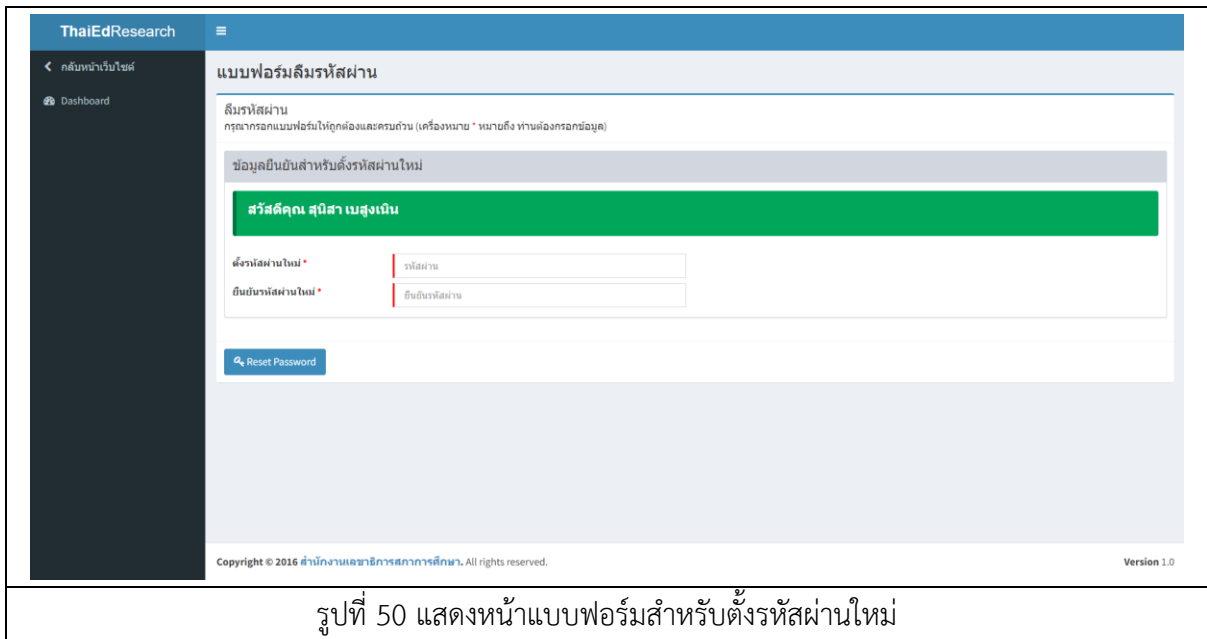 ThaiEdResearch
กลับหน้าเว็บไซต์
Dashboard
แบบฟอร์มลืมรหัสผ่าน
ลืมรหัสผ่าน
กรุณากรอกแบบฟอร์มให้ถูกต้องและครบถ้วน (เครื่องหมาย * หมายถึง ท่านต้องกรอกข้อมูล)
ข้อมูลยืนยันสำหรับตั้งรหัสผ่านใหม่
สวัสดีคุณ สุนิสา เบสูงเนิน
ตั้งรหัสผ่านใหม่ *
รหัสผ่าน
ยืนยันรหัสผ่านใหม่ *
ยืนยันรหัสผ่าน
Reset Password
Copyright © 2016 สำนักงานเลขาธิการสภาการศึกษา. All rights reserved.
Version 1.0
รูปที่ 50 แสดงหน้าแบบฟอร์มสำหรับตั้งรหัสผ่านใหม่